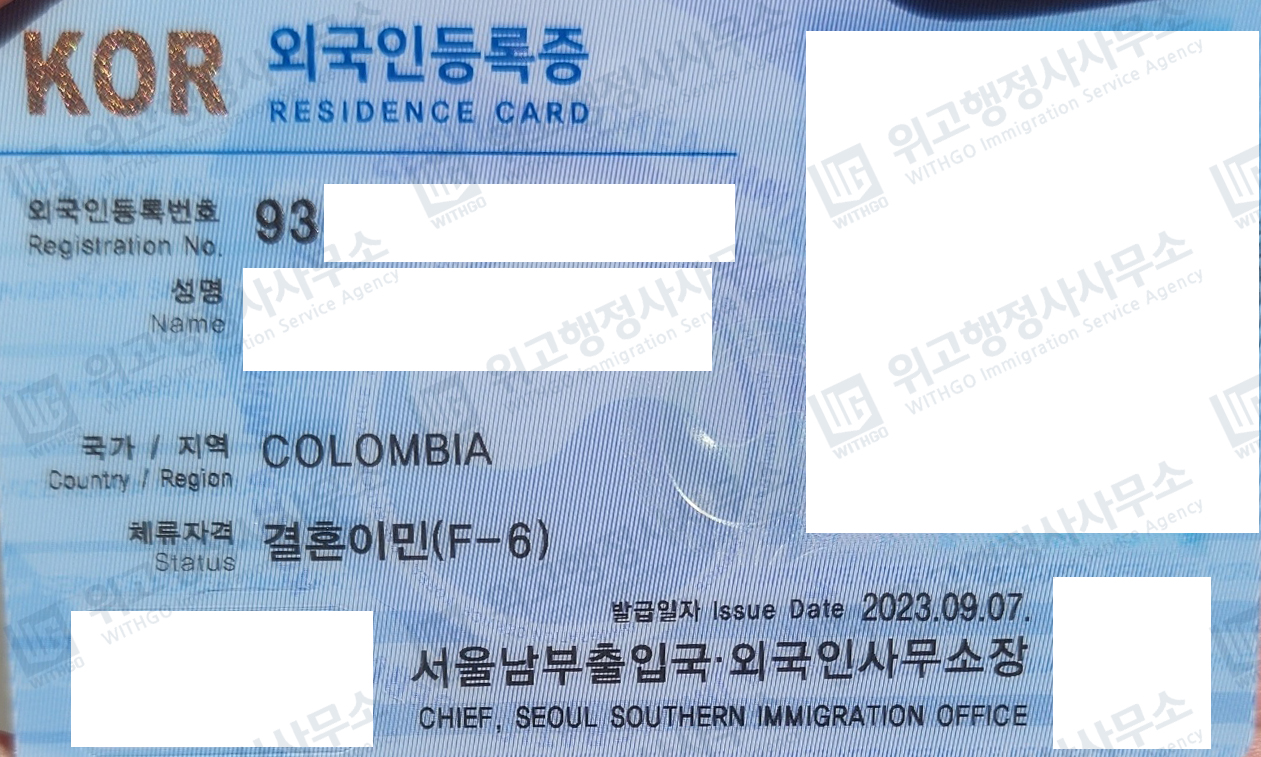 KOR 외국인등록증
RESIDENCE CARD
외국인등록번호 93
Registration No.
성명
Name
국가 / 지역 COLOMBIA
Country / Region
체류자격 결혼이민(F-6)
Status
발급일자 Issue Date 2023.09.07.
서울남부출입국·외국인사무소장
CHIEF, SEOUL SOUTHERN IMMIGRATION OFFICE
위고행정사사무소
WITHGO Immigration Service Agency
WITHGO